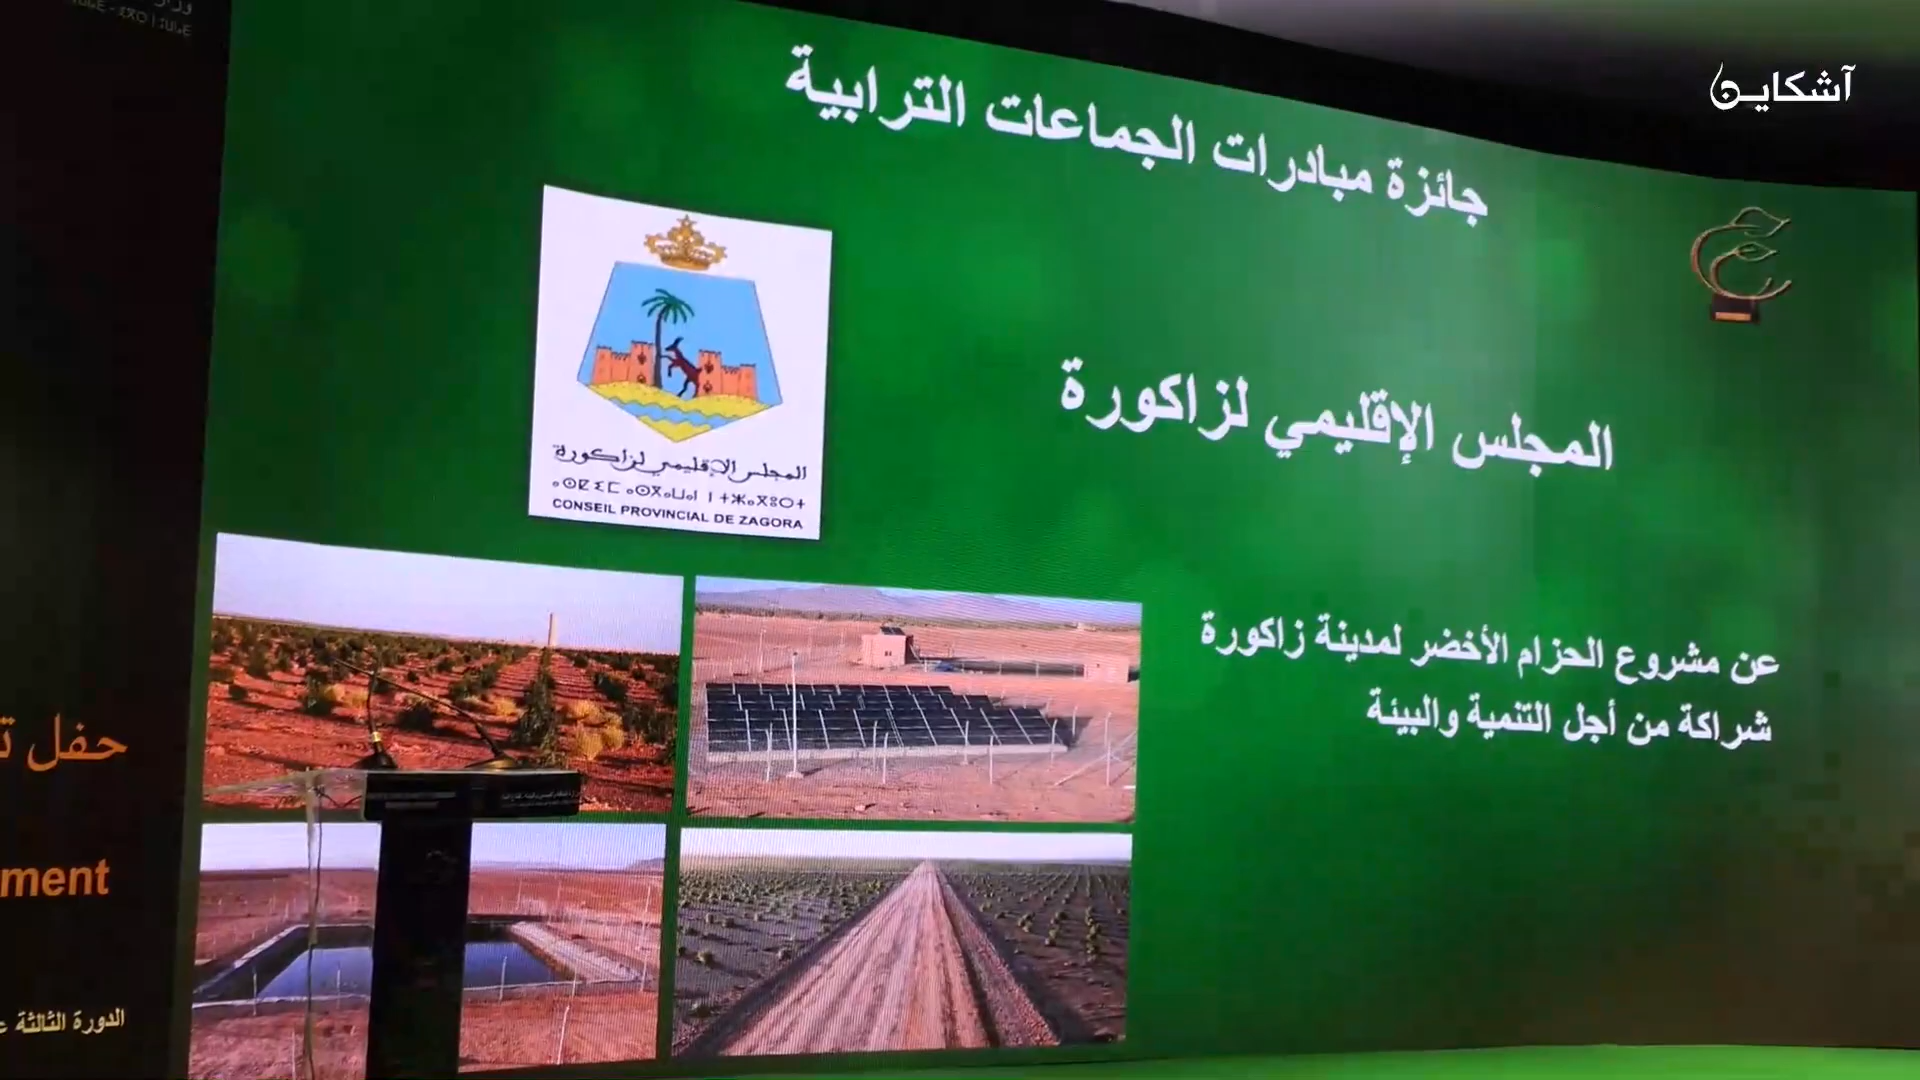 آشكاين
جائزة مبادرات الجماعات الترابية
المجلس الإقليمي لزاكورة
المجلس الإقليمي لزاكورة
CONSEIL PROVINCIAL DE ZAGORA
عن مشروع الحزام الأخضر لمدينة زاكورة
شراكة من أجل التنمية والبيئة
حفل
ment
الدورة الثالثة